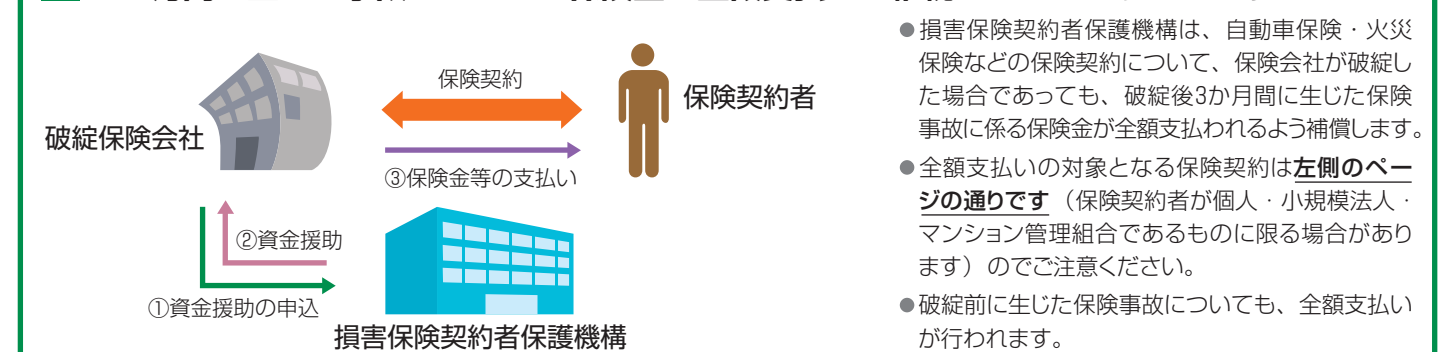 保険契約
保険契約者
破綻保険会社
③保険金等の支払い
②資金援助
①資金援助の申込
損害保険契約者保護機構
●損害保険契約者保護機構は、自動車保険・火災
保険などの保険契約について、保険会社が破綻し
た場合であっても、破綻後3か月間に生じた保険
事故に係る保険金が全額支払われるよう補償します。
●全額支払いの対象となる保険契約は左側のペー
ジの通りです（保険契約者が個人・小規模法人・
マンション管理組合であるものに限る場合があり
ます）のでご注意ください。
●破綻前に生じた保険事故についても、全額支払い
が行われます。